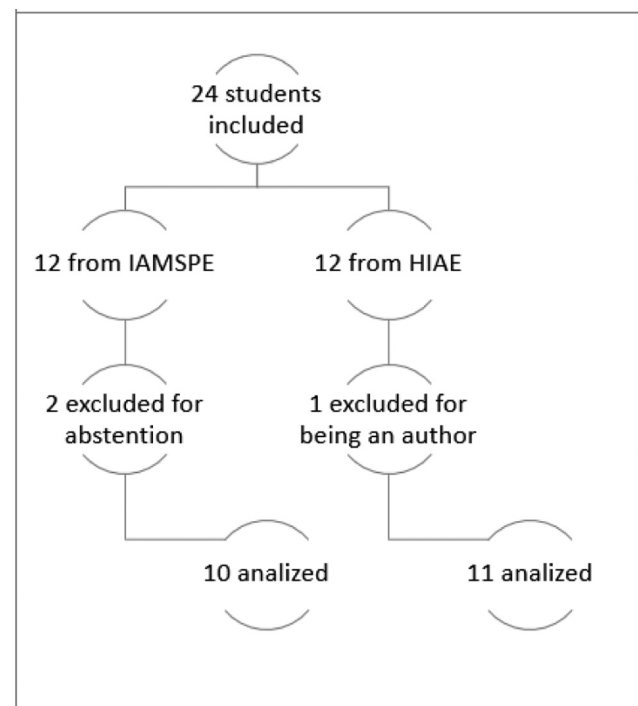 24 students
included
12 from IAMSPE
12 from HIAE
2 excluded for
abstention
1 excluded for
being an author
10 analized
11 analized